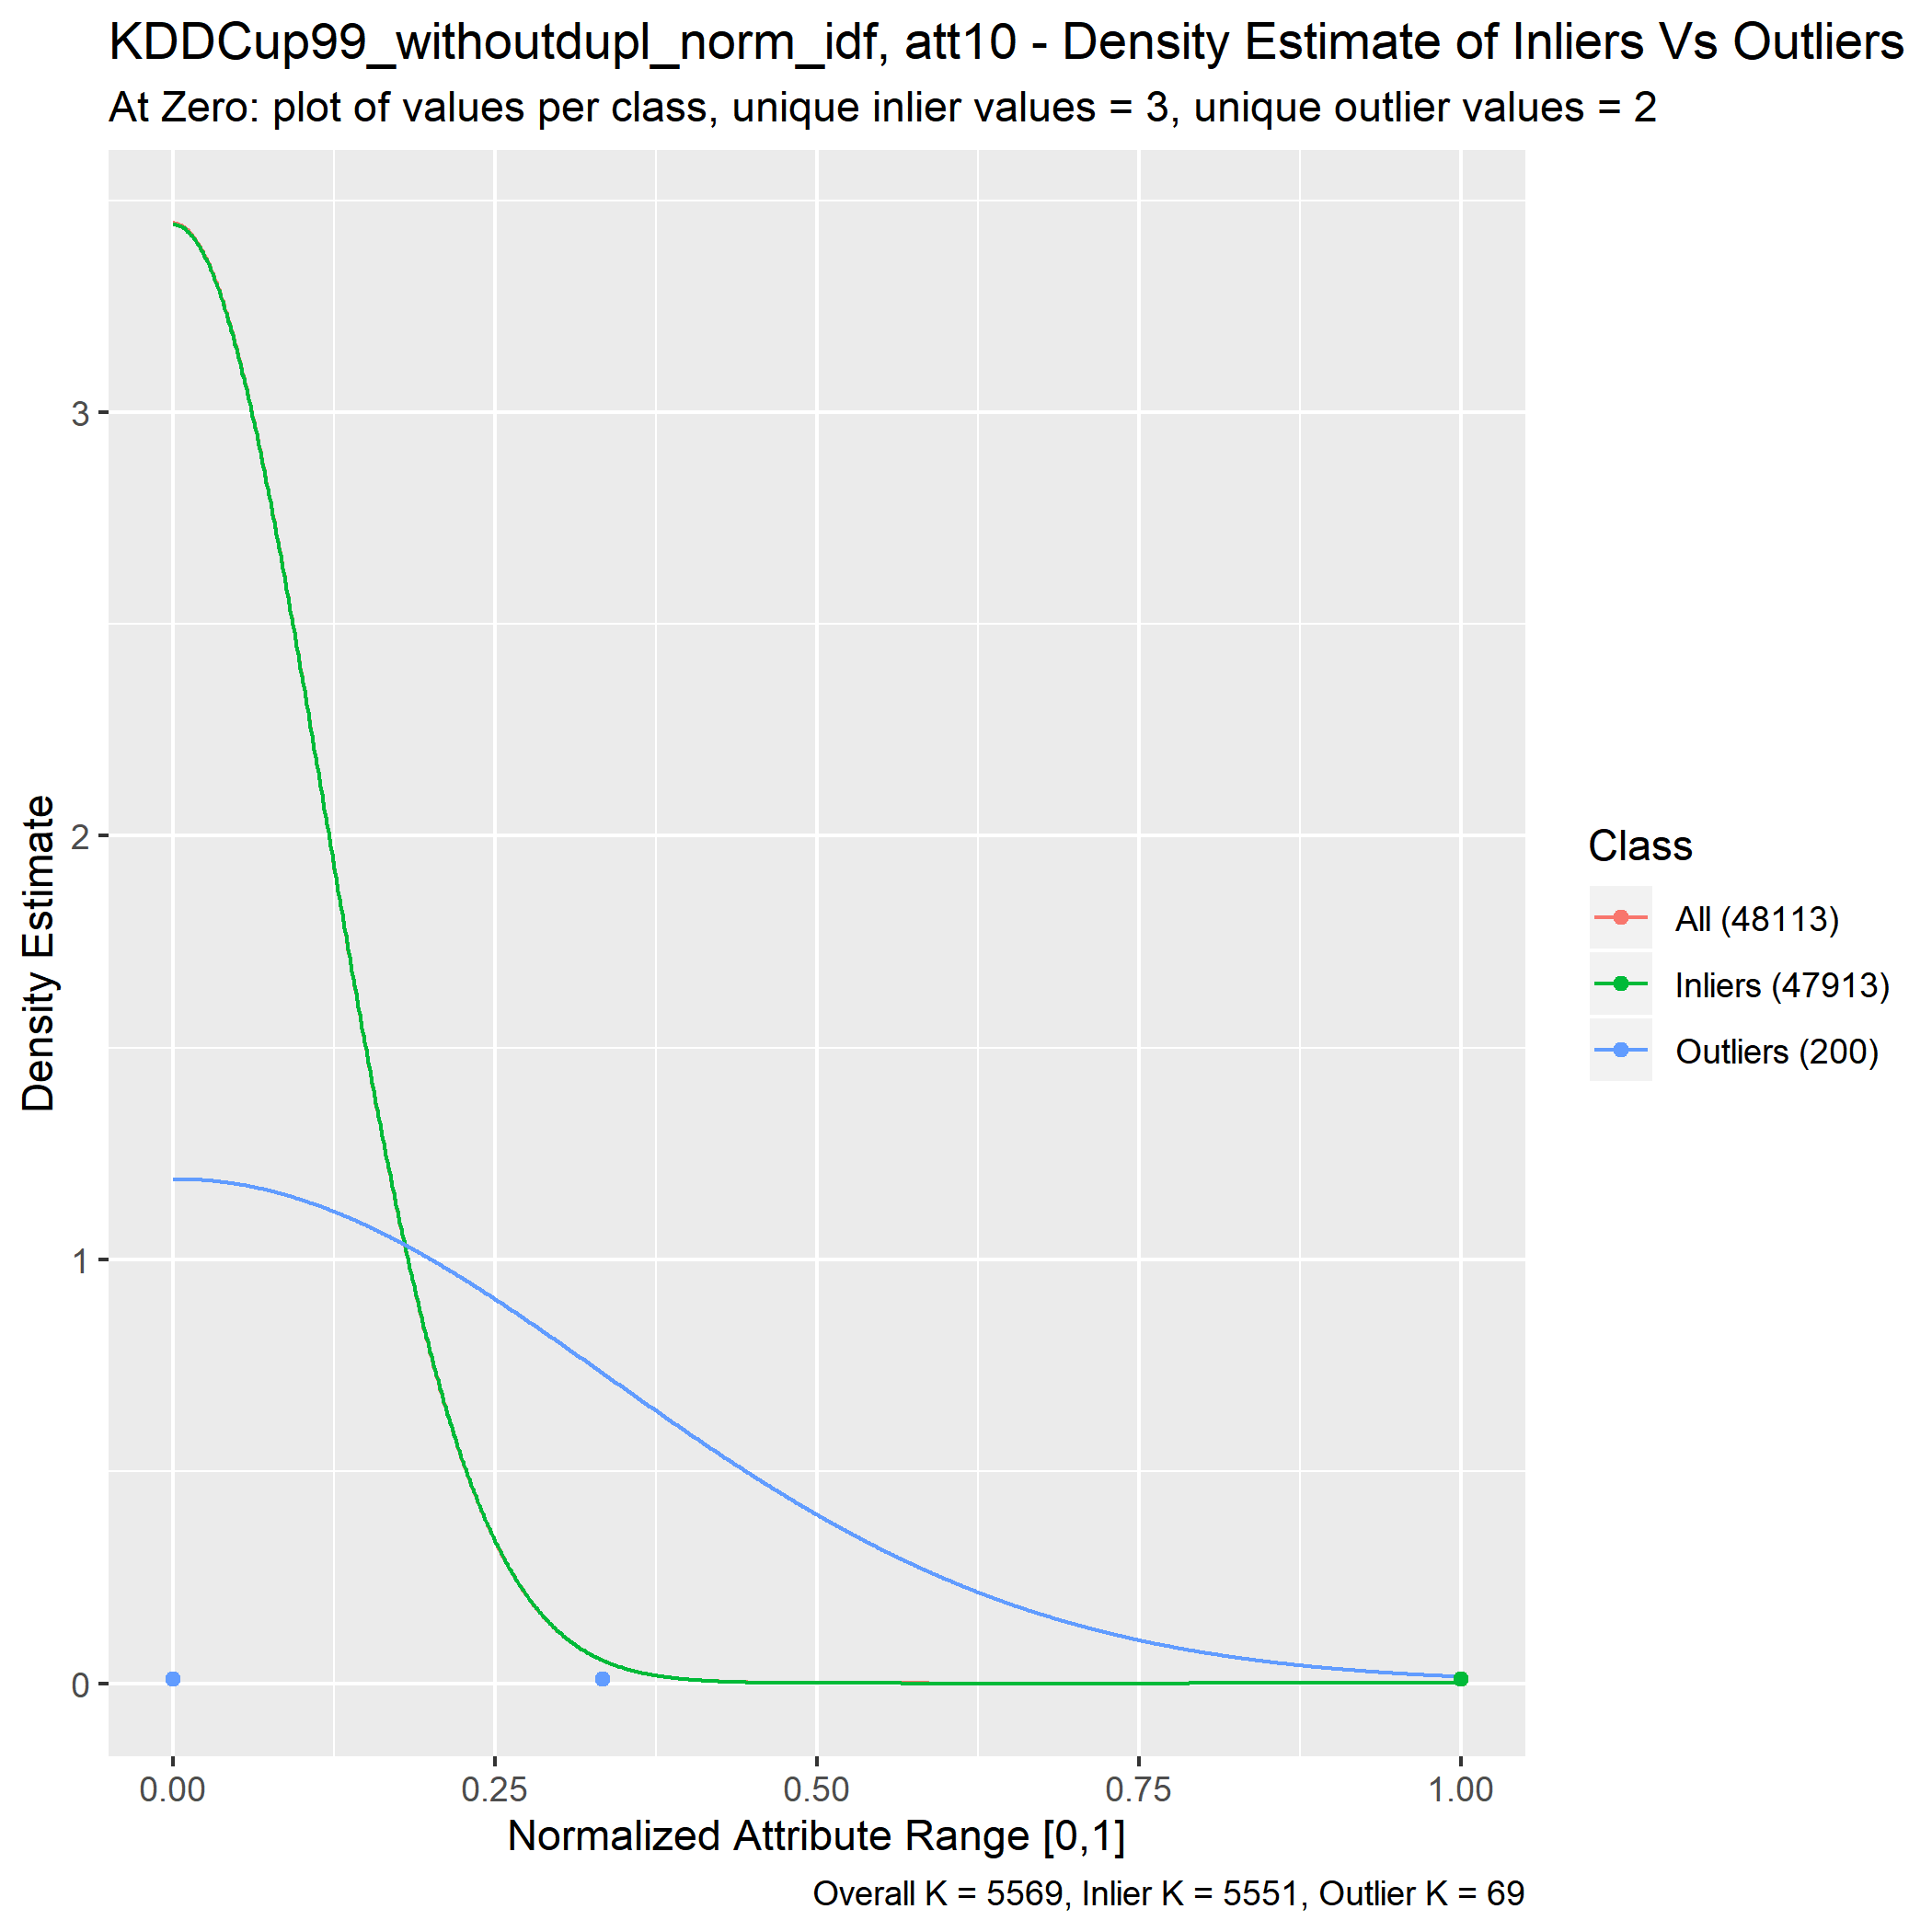 KDDCup99_withoutdupl_norm_idf, att10 - Density Estimate of Inliers Vs Outliers
At Zero: plot of values per class, unique inlier values = 3, unique outlier values = 2
Density Estimate
3
2
1
0
0.00 0.25 0.50 0.75 1.00
Normalized Attribute Range [0,1]
Overall K = 5569, Inlier K = 5551, Outlier K = 69
Class
All (48113)
Inliers (47913)
Outliers (200)